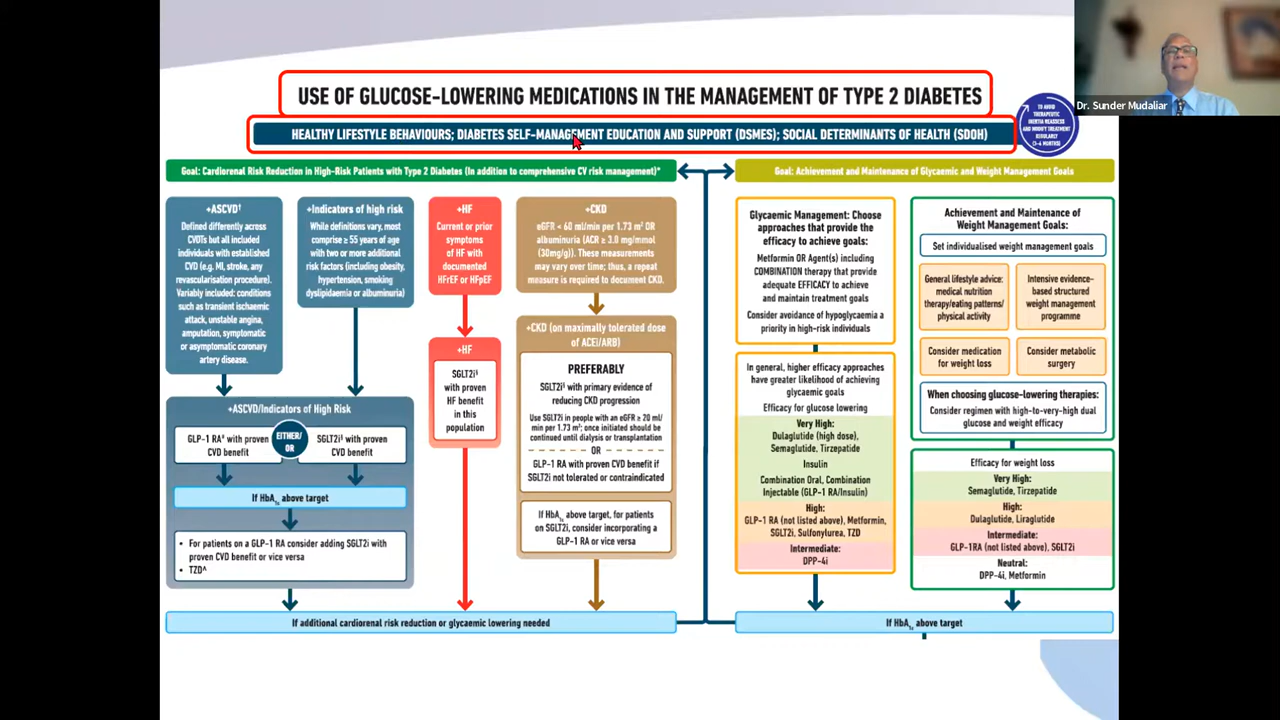 USE OF GLUCOSE-LOWERING MEDICATIONS IN THE MANAGEMENT OF TYPE 2 DIABETES
Dr. Sunder Mudaliar
HEALTHY LIFESTYLE BEHAVIOURS; DIABETES SELF-MANAGEMENT EDUCATION AND SUPPORT (DSMES); SOCIAL DETERMINANTS OF HEALTH (SDOH)
TO AVOID
THERAPEUTIC
INERTIA REASSESS
AND MODIFY TREATMENT
REGULARLY
(3-6 MONTHS)
Goal: Cardiorenal Risk Reduction in High-Risk Patients with Type 2 Diabetes (in addition to comprehensive CV risk management)*
+ASCVD†
Defined differently across
CVOTs but all included
individuals with established
CVD (e.g. MI, stroke, any
revascularisation procedure).
Variably included: conditions
such as transient ischaemic
attack, unstable angina,
amputation, symptomatic
or asymptomatic coronary
artery disease.
+Indicators of high risk
While definitions vary, most
comprise ≥ 55 years of age
with two or more additional
risk factors (including obesity,
hypertension, smoking
dyslipidaemia or albuminuria)
+ASCVD/Indicators of High Risk
GLP-1 RA# with proven
CVD benefit
EITHER/
OR
SGLT2i§ with proven
CVD benefit
If HbA1c above target
• For patients on a GLP-1 RA consider adding SGLT2i with
proven CVD benefit or vice versa
• TZD^
+HF
Current or prior
symptoms
of HF with
documented
HFrEF or HFpEF
+HF
SGLT2i§
with proven
HF benefit
in this
population
+CKD
eGFR < 60 ml/min per 1.73 m² OR
albuminuria (ACR ≥ 3.0 mg/mmol
(30mg/g)). These measurements
may vary over time; thus, a repeat
measure is required to document CKD.
+CKD (on maximally tolerated dose
of ACEi/ARB)
PREFERABLY
SGLT2i§ with primary evidence of
reducing CKD progression
Use SGLT2i in people with an eGFR ≥ 20 ml/
min per 1.73 m²; once initiated should be
continued until dialysis or transplantation
OR
GLP-1 RA with proven CVD benefit if
SGLT2i not tolerated or contraindicated
If HbA1c above target, for patients
on SGLT2i, consider incorporating a
GLP-1 RA or vice versa
If additional cardiorenal risk reduction or glycaemic lowering needed
Goal: Achievement and Maintenance of Glycaemic and Weight Management Goals
Glycaemic Management: Choose
approaches that provide the
efficacy to achieve goals:
Metformin OR Agent(s) including
COMBINATION therapy that provide
adequate EFFICACY to achieve
and maintain treatment goals
Consider avoidance of hypoglycaemia a
priority in high-risk individuals
In general, higher efficacy approaches
have greater likelihood of achieving
glycaemic goals
Efficacy for glucose lowering
Very High:
Dulaglutide (high dose),
Semaglutide, Tirzepatide
Insulin
Combination Oral, Combination
Injectable (GLP-1 RA/Insulin)
High:
GLP-1 RA (not listed above), Metformin,
SGLT2i, Sulfonylurea, TZD
Intermediate:
DPP-4i
Achievement and Maintenance of
Weight Management Goals:
Set individualised weight management goals
General lifestyle advice:
medical nutrition
therapy/eating patterns/
physical activity
Intensive evidence-
based structured
weight management
programme
Consider medication
for weight loss
Consider metabolic
surgery
When choosing glucose-lowering therapies:
Consider regimen with high-to-very-high dual
glucose and weight efficacy
Efficacy for weight loss
Very High:
Semaglutide, Tirzepatide
High:
Dulaglutide, Liraglutide
Intermediate:
GLP-1RA (not listed above), SGLT2i
Neutral:
DPP-4i, Metformin
If HbA1c above target